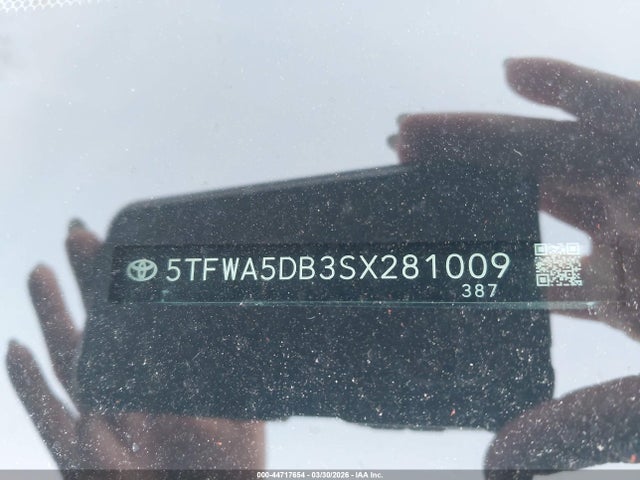 5TFWA5DB3SX281009
387
000-44717654 - 03/30/2026 - IAA Inc.